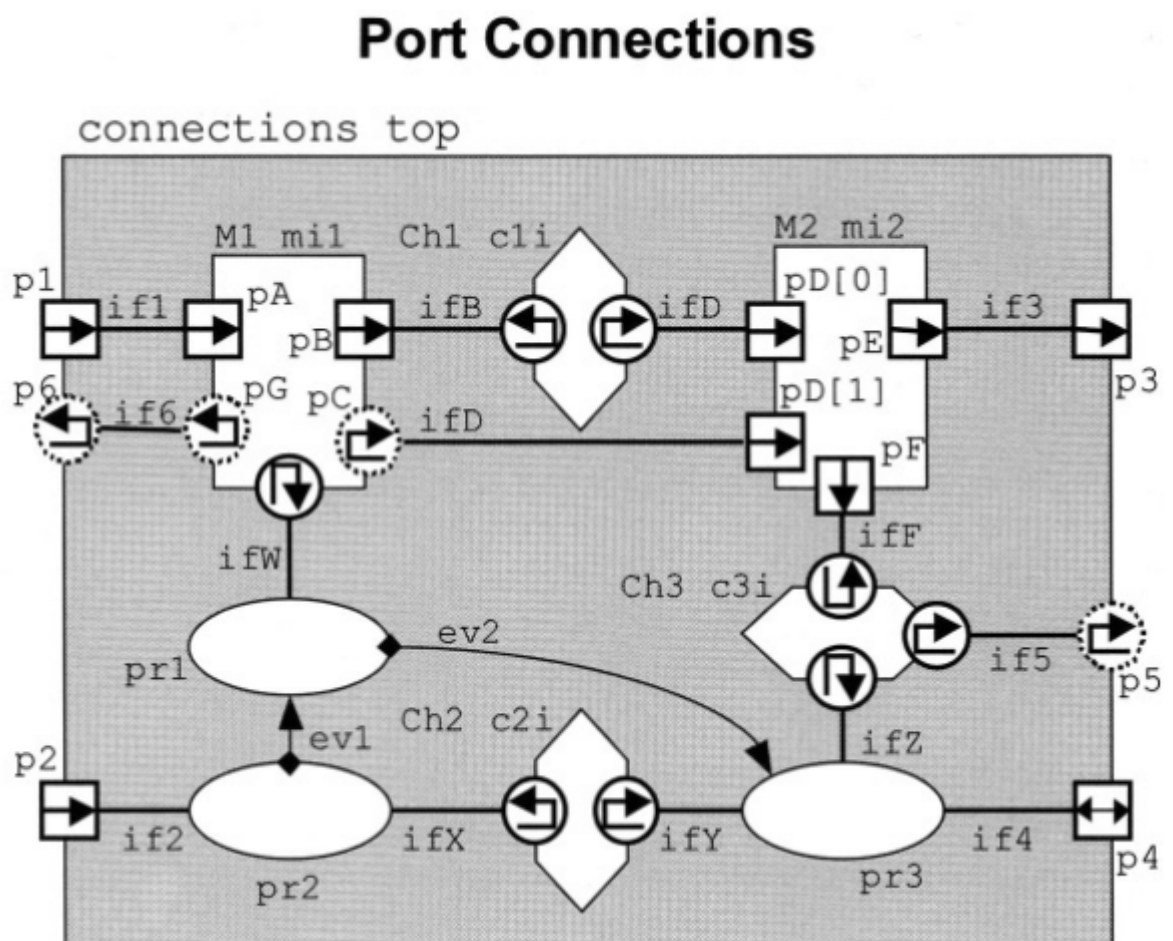 Port Connections
connections top
M1 mi1
Ch1 c1i
M2 mi2
p1
if1
pA
pB
ifB
ifD
pD[0]
pE
if3
p3
p6
if6
pG
pC
ifD
pD[1]
pF
ifW
ifF
Ch3 c3i
pr1
ev2
if5
p5
ev1
Ch2 c2i
ifZ
p2
if2
ifX
ifY
if4
p4
pr2
pr3